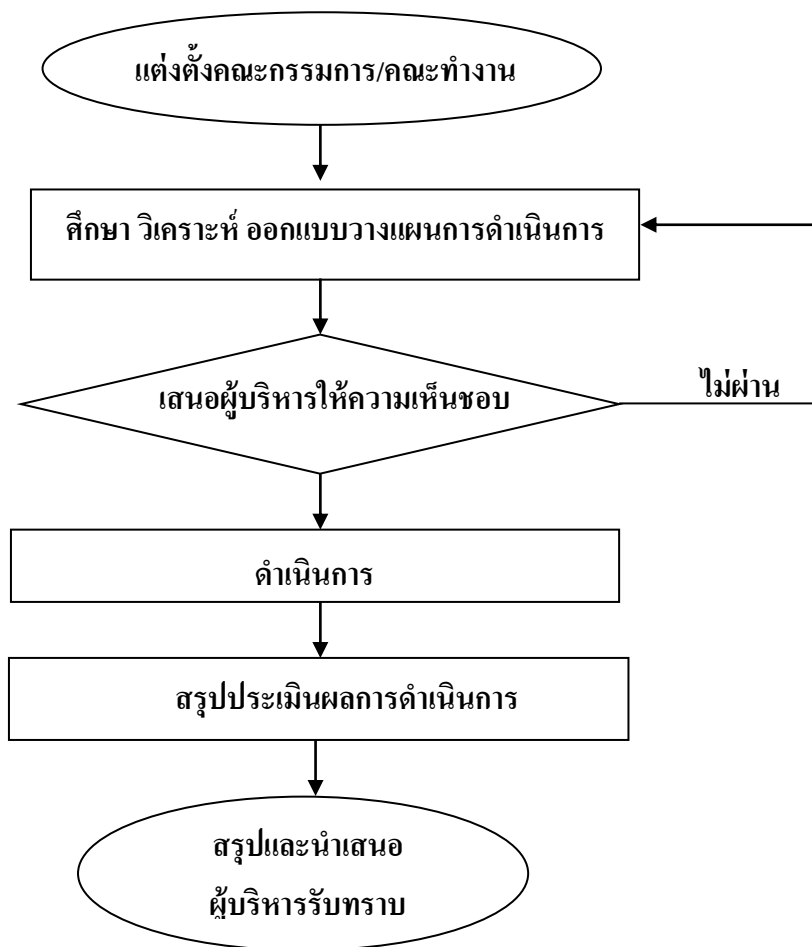 แต่งตั้งคณะกรรมการ/คณะทำงาน
ศึกษา วิเคราะห์ ออกแบบวางแผนการดำเนินการ
เสนอผู้บริหารให้ความเห็นชอบ
ไม่ผ่าน
ดำเนินการ
สรุปประเมินผลการดำเนินการ
สรุปและนำเสนอ
ผู้บริหารรับทราบ